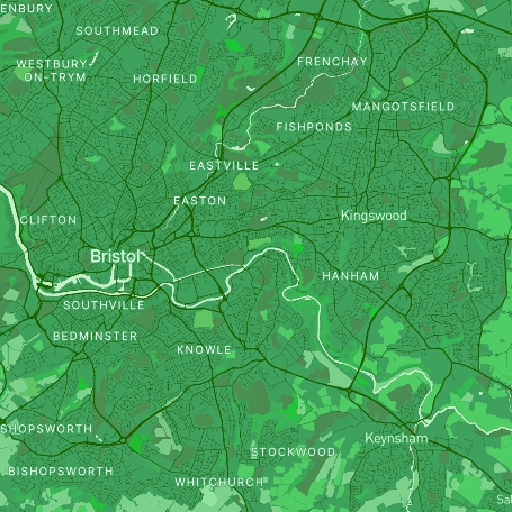 ENBURY
SOUTHMEAD
WESTBURY
ON-TRYM
HORFIELD
FRENCHAY
MANGOTSFIELD
FISHPONDS
EASTVILLE
EASTON
Kingswood
CLIFTON
Bristol
HANHAM
SOUTHVILLE
BEDMINSTER
KNOWLE
SHOPSWORTH
Keynsham
STOCKWOOD
BISHOPSWORTH
WHITCHURCH
Sal